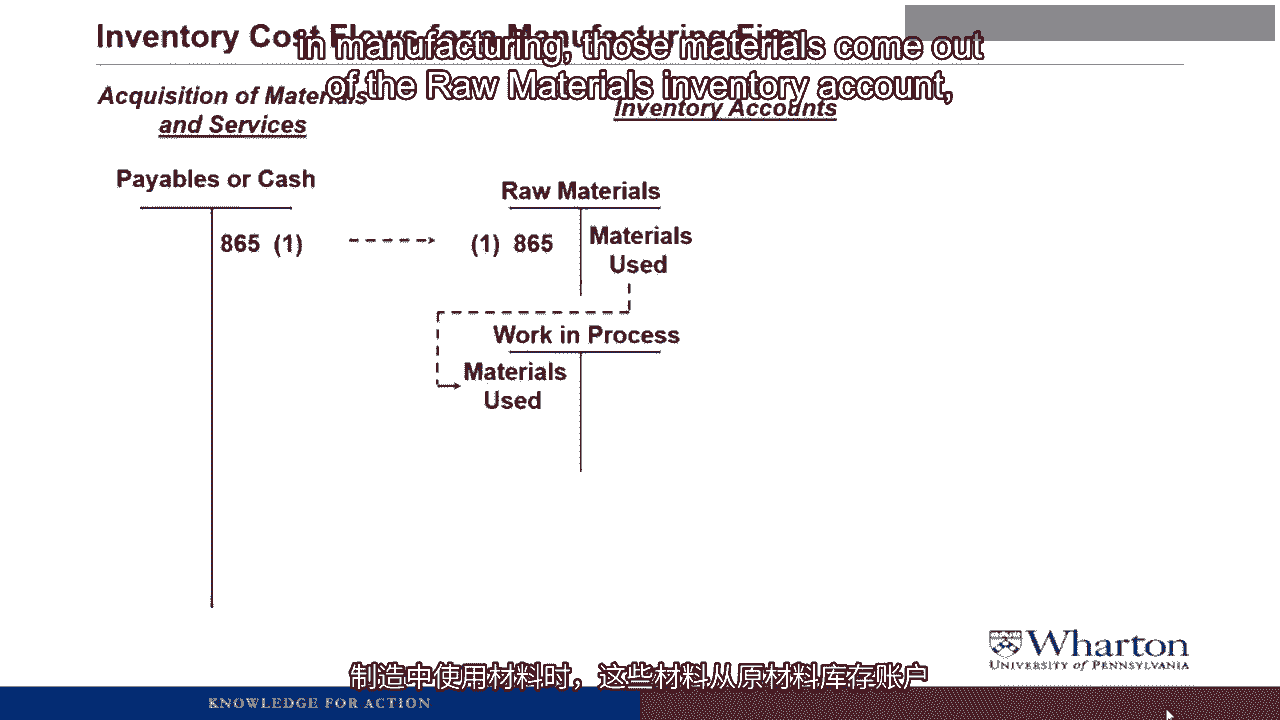 Inventory Cost Flows for a Manufacturing Firm
in manufacturing, those materials come out
of the Raw Materials inventory account,
Acquisition of Materials
and Services
Inventory Accounts
Payables or Cash
Raw Materials
865 (1)
(1) 865
Materials
Used
Work in Process
Materials
Used
Wharton
UNIVERSITY of PENNSYLVANIA
制造中使用材料时，这些材料从原材料库存账户
KNOWLEDGE FOR ACTION